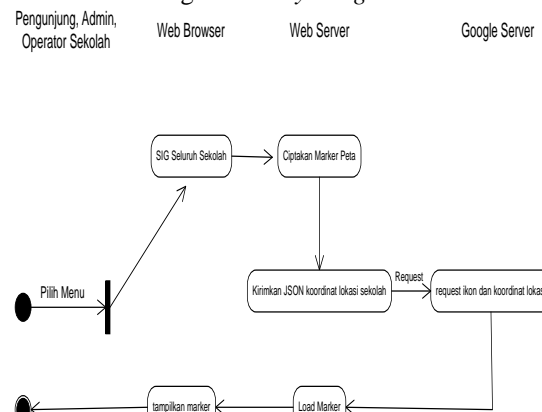 Pengunjung, Admin,
Operator Sekolah
Web Browser
Web Server
Google Server
SIG Seluruh Sekolah
Ciptakan Marker Peta
Pilih Menu
Kirimkan JSON koordinat lokasi sekolah
Request
request ikon dan koordinat lokas
tampilkan marker
Load Marker